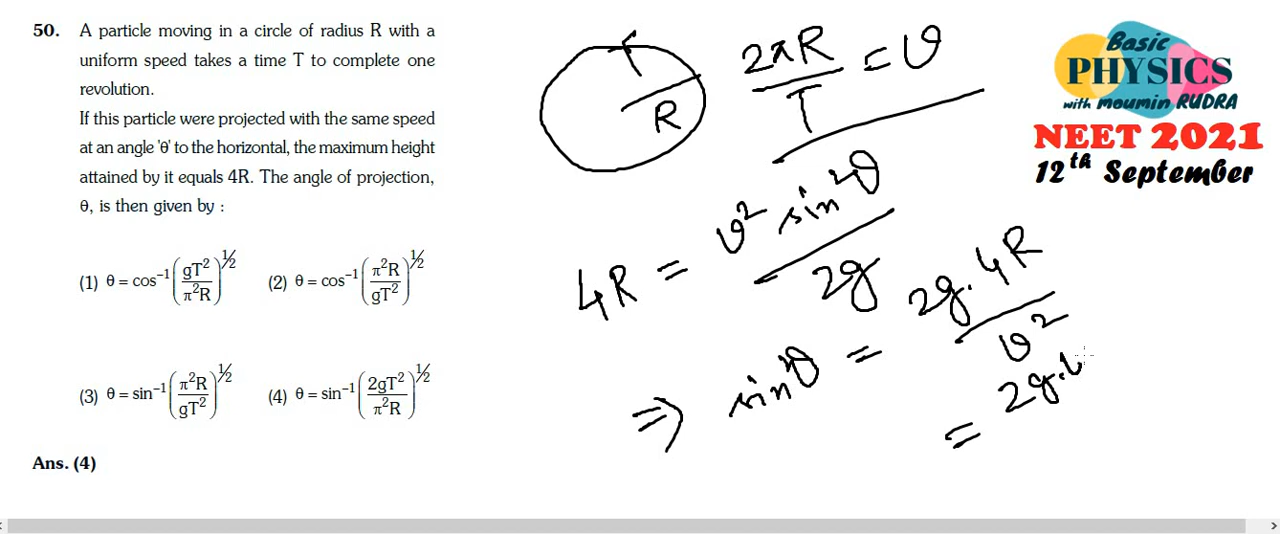 50. A particle moving in a circle of radius R with a
uniform speed takes a time T to complete one
revolution.
If this particle were projected with the same speed
at an angle 'θ' to the horizontal, the maximum height
attained by it equals 4R. The angle of projection,
θ, is then given by :
(1) θ = cos⁻¹(gT²/π²R)^½ (2) θ = cos⁻¹(π²R/gT²)^½
(3) θ = sin⁻¹(π²R/gT²)^½ (4) θ = sin⁻¹(2gT²/π²R)^½
Ans. (4)
R
2πR/T = v
4R = v² sin²θ/2g
⇒ sin²θ = 2g·4R/v²
= 2g·
Basic
PHYSICS
with moumin RUDRA
NEET 2021
12th September